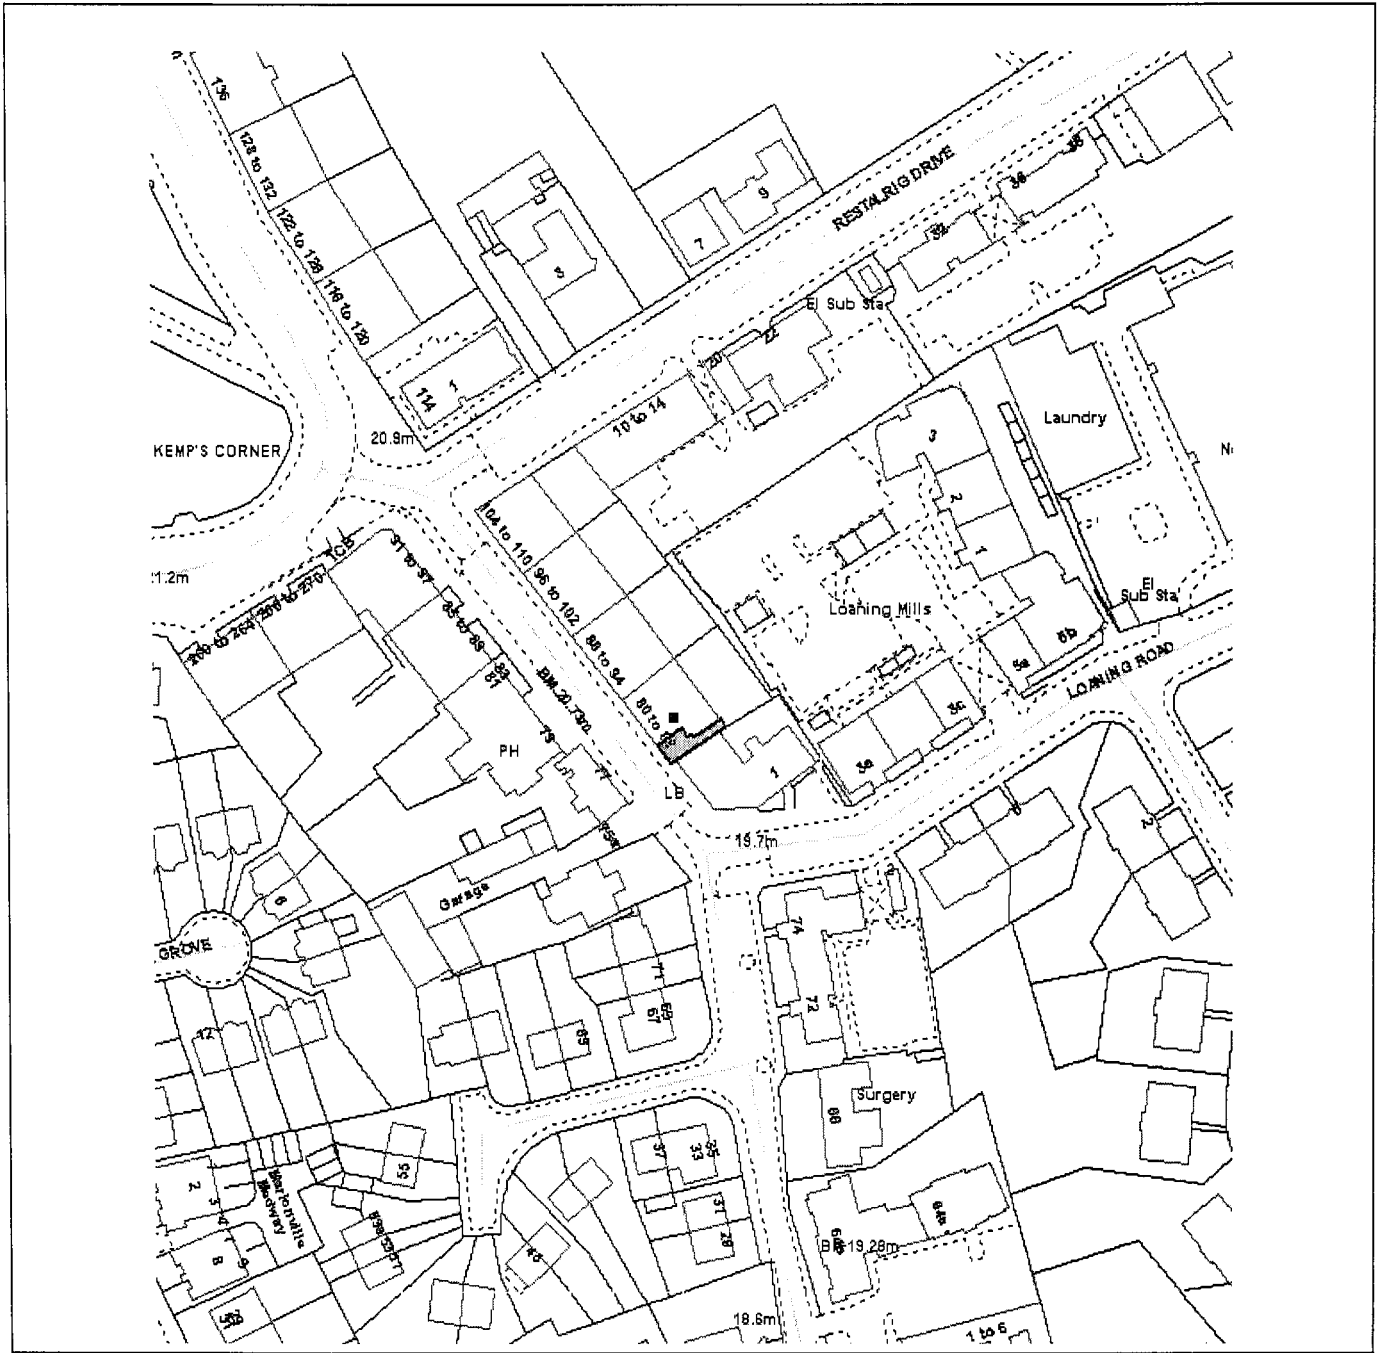 136
128 to 132
122 to 126
116 to 120
114
1
5
7
9
RESTALRIG DRIVE
36
38
32
El Sub Sta
22
20
10 to 14
20.9m
KEMP'S CORNER
Laundry
3
2
1
104 to 110
96 to 102
88 to 94
80 to
TCB
91 to 97
85 to 89
83
81
79
77
75a
BM 20.73m
PH
LB
266 to 270
260 to 264
Loaning Mills
El
Sub Sta
5b
5a
3c
3a
LOANING ROAD
1
19.7m
2
Garage
6
GROVE
12
74
72
71
69
67
65
Surgery
68
55
37
35
33
31
29
2
3
4
8
9
Marionville
Medway
64a
64b
19.28m
18.6m
1 to 6